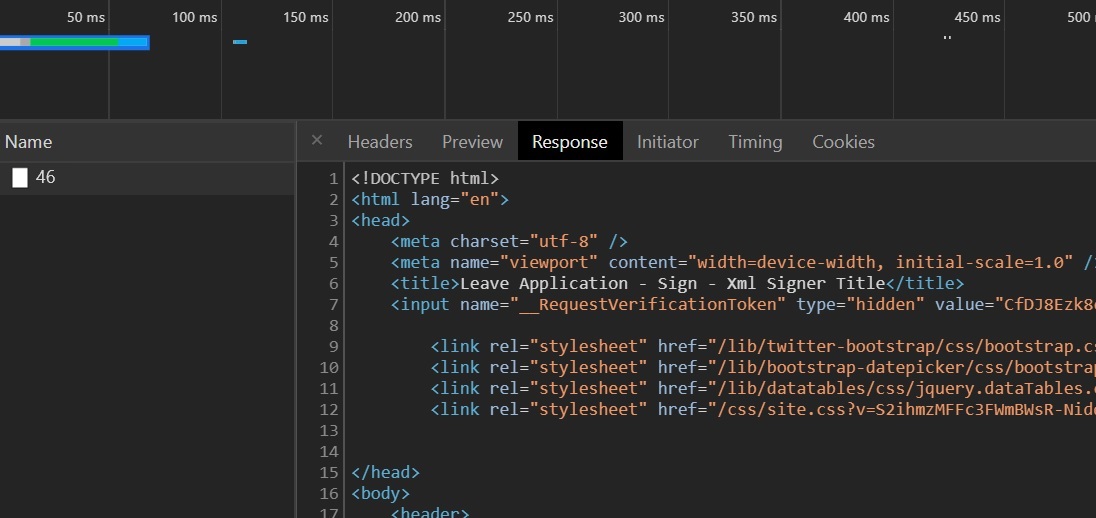 50 ms 100 ms 150 ms 200 ms 250 ms 300 ms 350 ms 400 ms 450 ms 500
Name
× Headers Preview Response Initiator Timing Cookies
46
1 <!DOCTYPE html>
2 <html lang="en">
3 <head>
4 <meta charset="utf-8" />
5 <meta name="viewport" content="width=device-width, initial-scale=1.0" />
6 <title>Leave Application - Sign - Xml Signer Title</title>
7 <input name="__RequestVerificationToken" type="hidden" value="CfDJ8Ezk8
8
9 <link rel="stylesheet" href="/lib/twitter-bootstrap/css/bootstrap.cs
10 <link rel="stylesheet" href="/lib/bootstrap-datepicker/css/bootstrap
11 <link rel="stylesheet" href="/lib/datatables/css/jquery.dataTables.c
12 <link rel="stylesheet" href="/css/site.css?v=S2ihmzMFFc3FWmBWsR-Nid
13
14
15 </head>
16 <body>
17 <header>